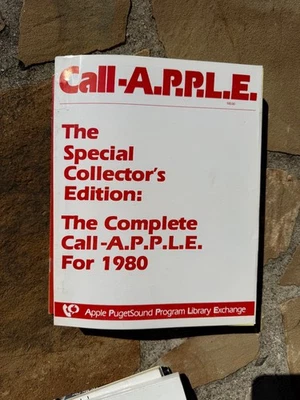 Call-A.P.P.L.E.
The
Special
Collector's
Edition:
The Complete
Call-A.P.P.L.E.
For 1980
Apple PugetSound Program Library Exchange